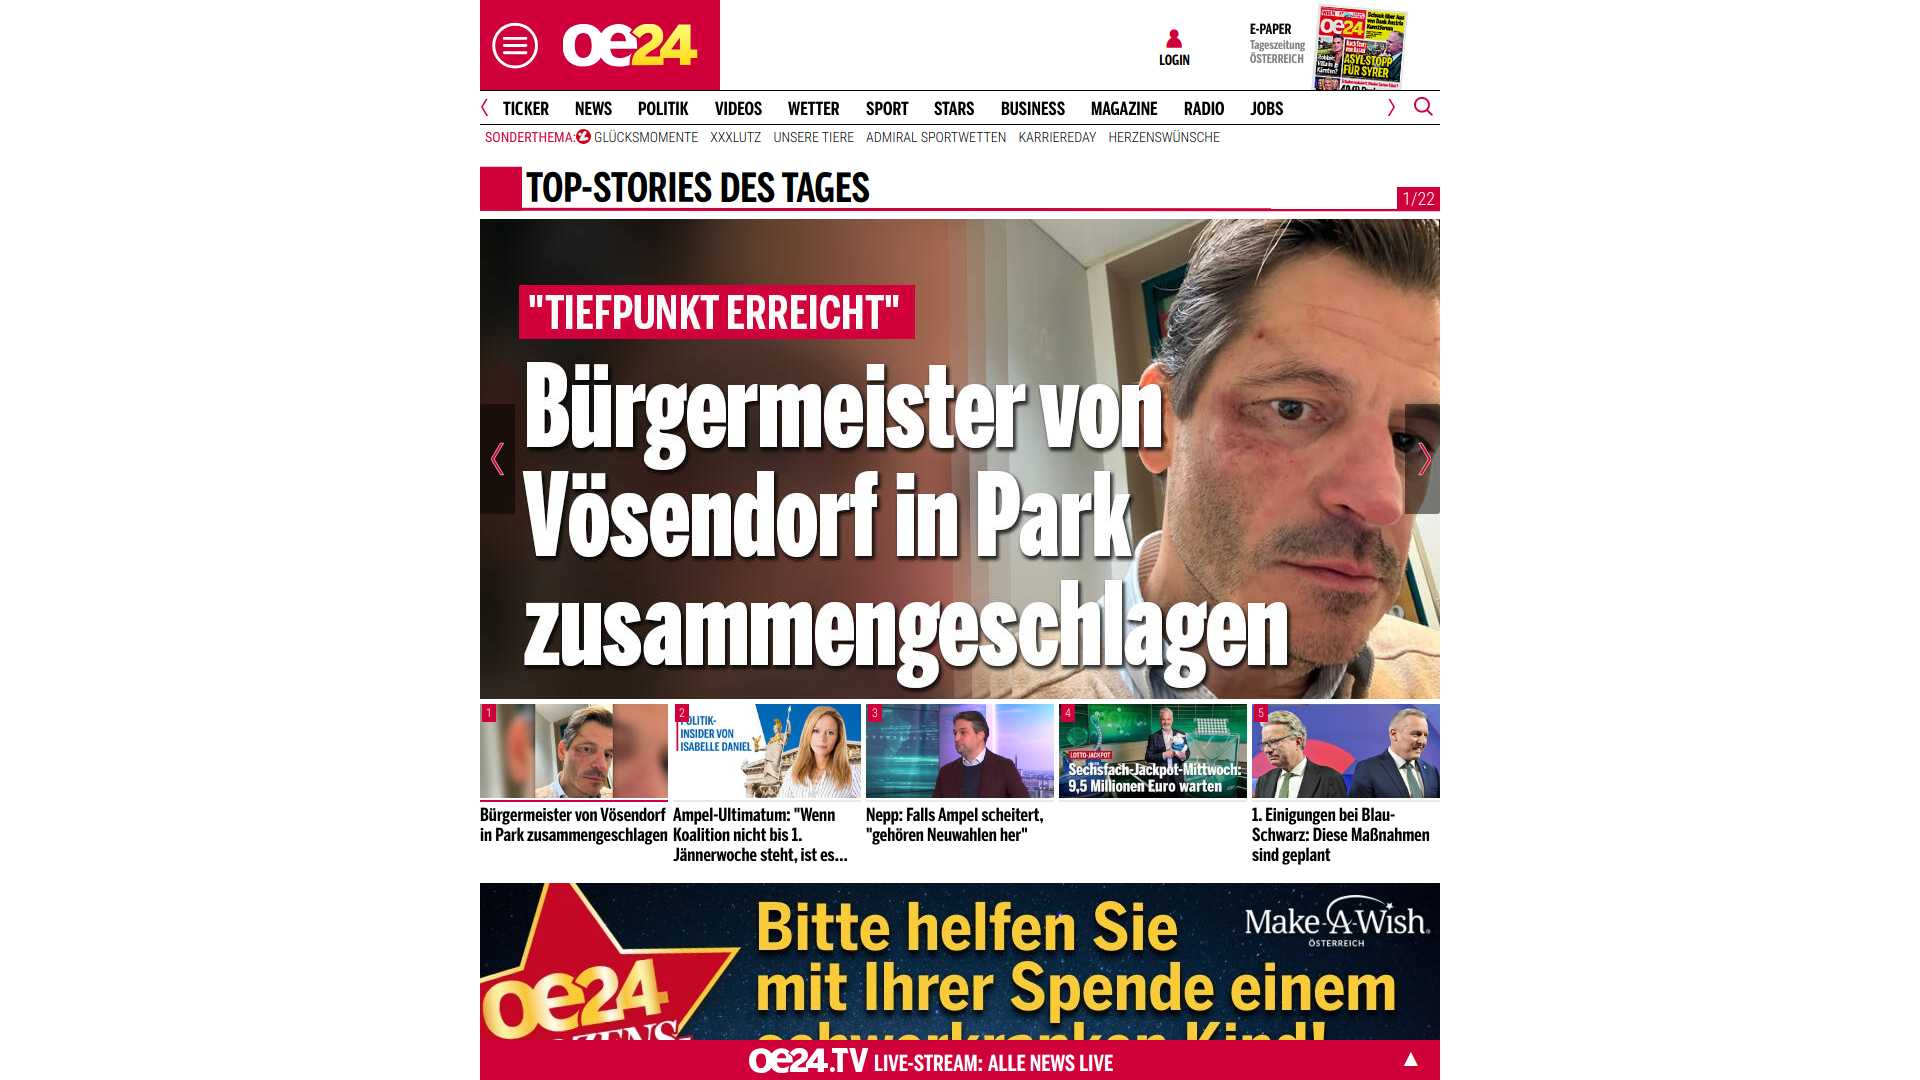 oe24
LOGIN
E-PAPER
Tageszeitung
ÖSTERREICH
oe24
ASYL-STOPP
FÜR SYRER
TICKER NEWS POLITIK VIDEOS WETTER SPORT STARS BUSINESS MAGAZINE RADIO JOBS
SONDERTHEMA: GLÜCKSMOMENTE XXXLUTZ UNSERE TIERE ADMIRAL SPORTWETTEN KARRIEREDAY HERZENSWÜNSCHE
TOP-STORIES DES TAGES
1/22
"TIEFPUNKT ERREICHT"
Bürgermeister von
Vösendorf in Park
zusammengeschlagen
1
2
POLITIK-
INSIDER VON
ISABELLE DANIEL
3
4
LOTTO-JACKPOT
Sechsfach-Jackpot-Mittwoch:
9,5 Millionen Euro warten
5
Bürgermeister von Vösendorf
in Park zusammengeschlagen
Ampel-Ultimatum: "Wenn
Koalition nicht bis 1.
Jännerwoche steht, ist es...
Nepp: Falls Ampel scheitert,
"gehören Neuwahlen her"
1. Einigungen bei Blau-
Schwarz: Diese Maßnahmen
sind geplant
oe24
Bitte helfen Sie
mit Ihrer Spende einem
schwerkranken Kind!
Make-A-Wish
ÖSTERREICH
oe24.TV LIVE-STREAM: ALLE NEWS LIVE